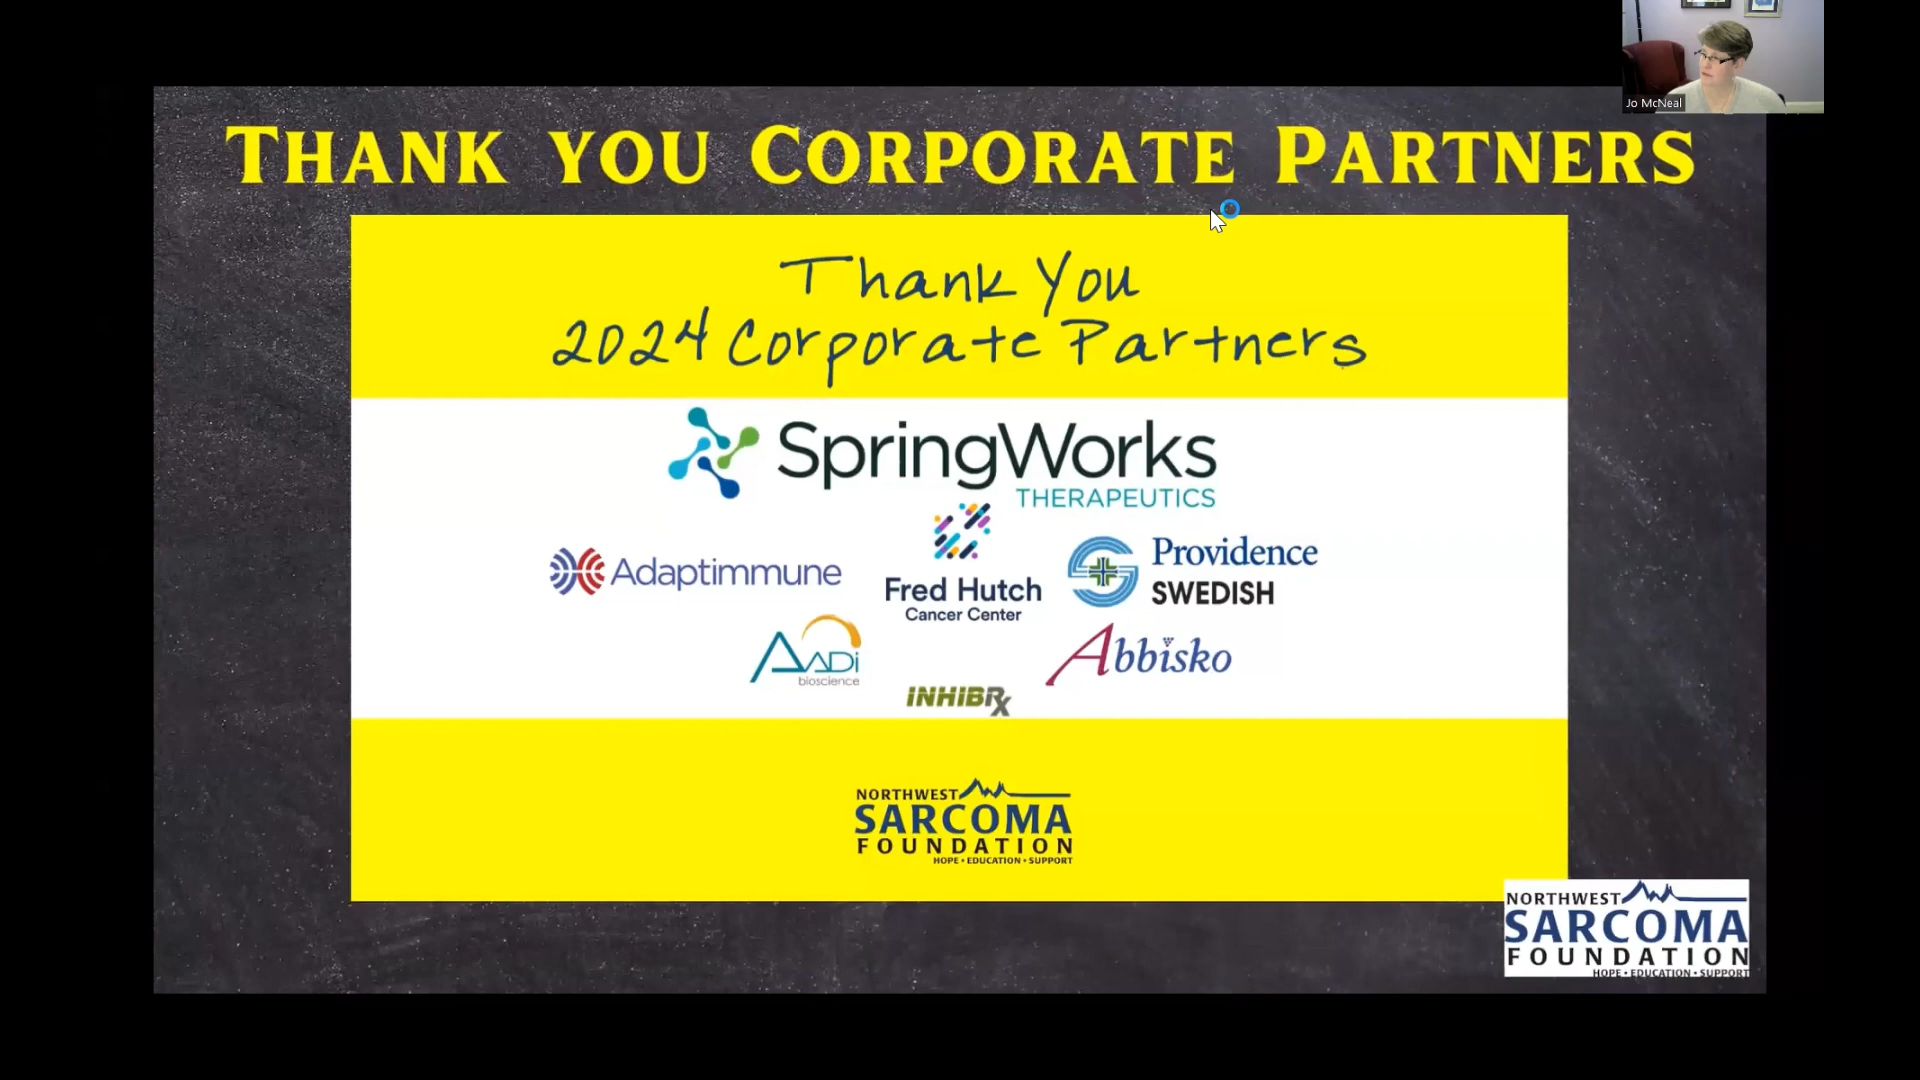 Jo McNeal
THANK YOU CORPORATE PARTNERS
Thank You
2024 Corporate Partners
SpringWorks
THERAPEUTICS
Adaptimmune
Fred Hutch
Cancer Center
Providence
SWEDISH
AADi
bioscience
Abbisko
INHIBRx
NORTHWEST
SARCOMA
FOUNDATION
HOPE • EDUCATION • SUPPORT
NORTHWEST
SARCOMA
FOUNDATION
HOPE • EDUCATION • SUPPORT